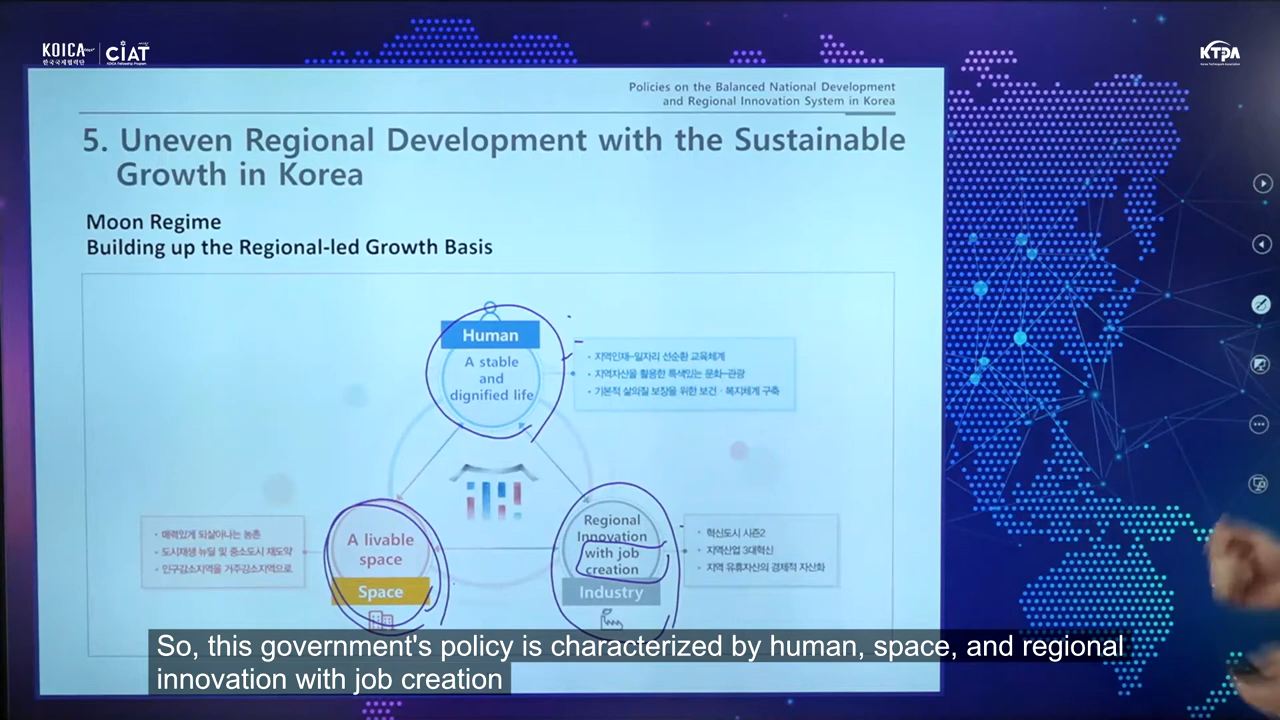 KOICA
한국국제협력단
CIAT
KOICA Fellowship Program
KTPA
Korea Technopark Association
Policies on the Balanced National Development
and Regional Innovation System in Korea
5. Uneven Regional Development with the Sustainable
Growth in Korea
Moon Regime
Building up the Regional-led Growth Basis
Human
A stable
and
dignified life
• 지역인재-일자리 선순환 교육체계
• 지역자산을 활용한 특색있는 문화-관광
• 기본적 삶의질 보장을 위한 보건 · 복지체계 구축
• 매력있게 되살아나는 농촌
• 도시재생 뉴딜 및 중소도시 재도약
• 인구감소지역을 거주강소지역으로
A livable
space
Space
Regional
Innovation
with job
creation
Industry
• 혁신도시 시즌2
• 지역산업 3대혁신
• 지역 유휴자산의 경제적 자산화
So, this government's policy is characterized by human, space, and regional
innovation with job creation